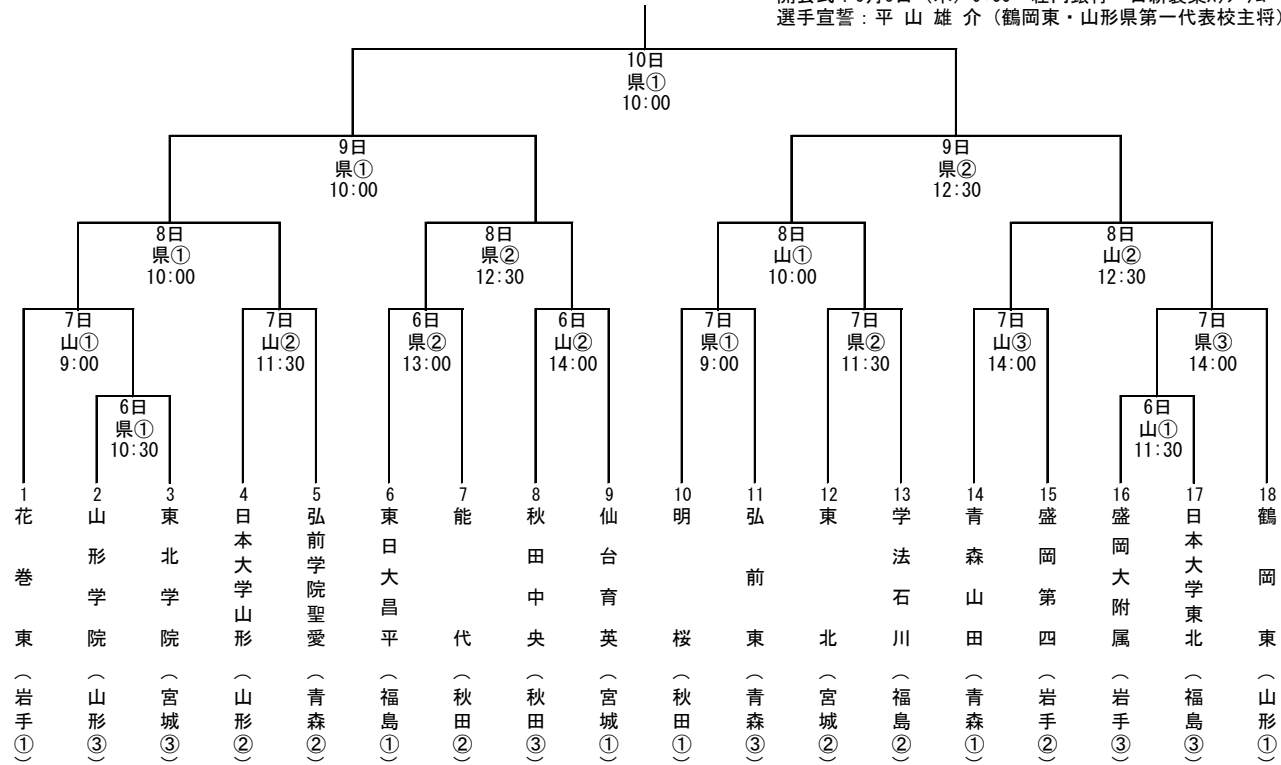 選手宣誓：平 山 雄 介（鶴岡東・山形県第一代表校主将）
10日
県①
10:00
9日
県①
10:00
9日
県②
12:30
8日
県①
10:00
8日
県②
12:30
8日
山①
10:00
8日
山②
12:30
7日
山①
9:00
7日
山②
11:30
6日
県②
13:00
6日
山②
14:00
7日
県①
9:00
7日
県②
11:30
7日
山③
14:00
7日
県③
14:00
6日
県①
10:30
6日
山①
11:30
1
花巻東（岩手①）
2
山形学院（山形③）
3
東北学院（宮城③）
4
日本大学山形（山形②）
5
弘前学院聖愛（青森②）
6
東日大昌平（福島①）
7
能代（秋田②）
8
秋田中央（秋田③）
9
仙台育英（宮城①）
10
明桜（秋田①）
11
弘前東（青森③）
12
東北（宮城②）
13
学法石川（福島②）
14
青森山田（青森①）
15
盛岡第四（岩手②）
16
盛岡大附属（岩手③）
17
日本大学東北（福島③）
18
鶴岡東（山形①）